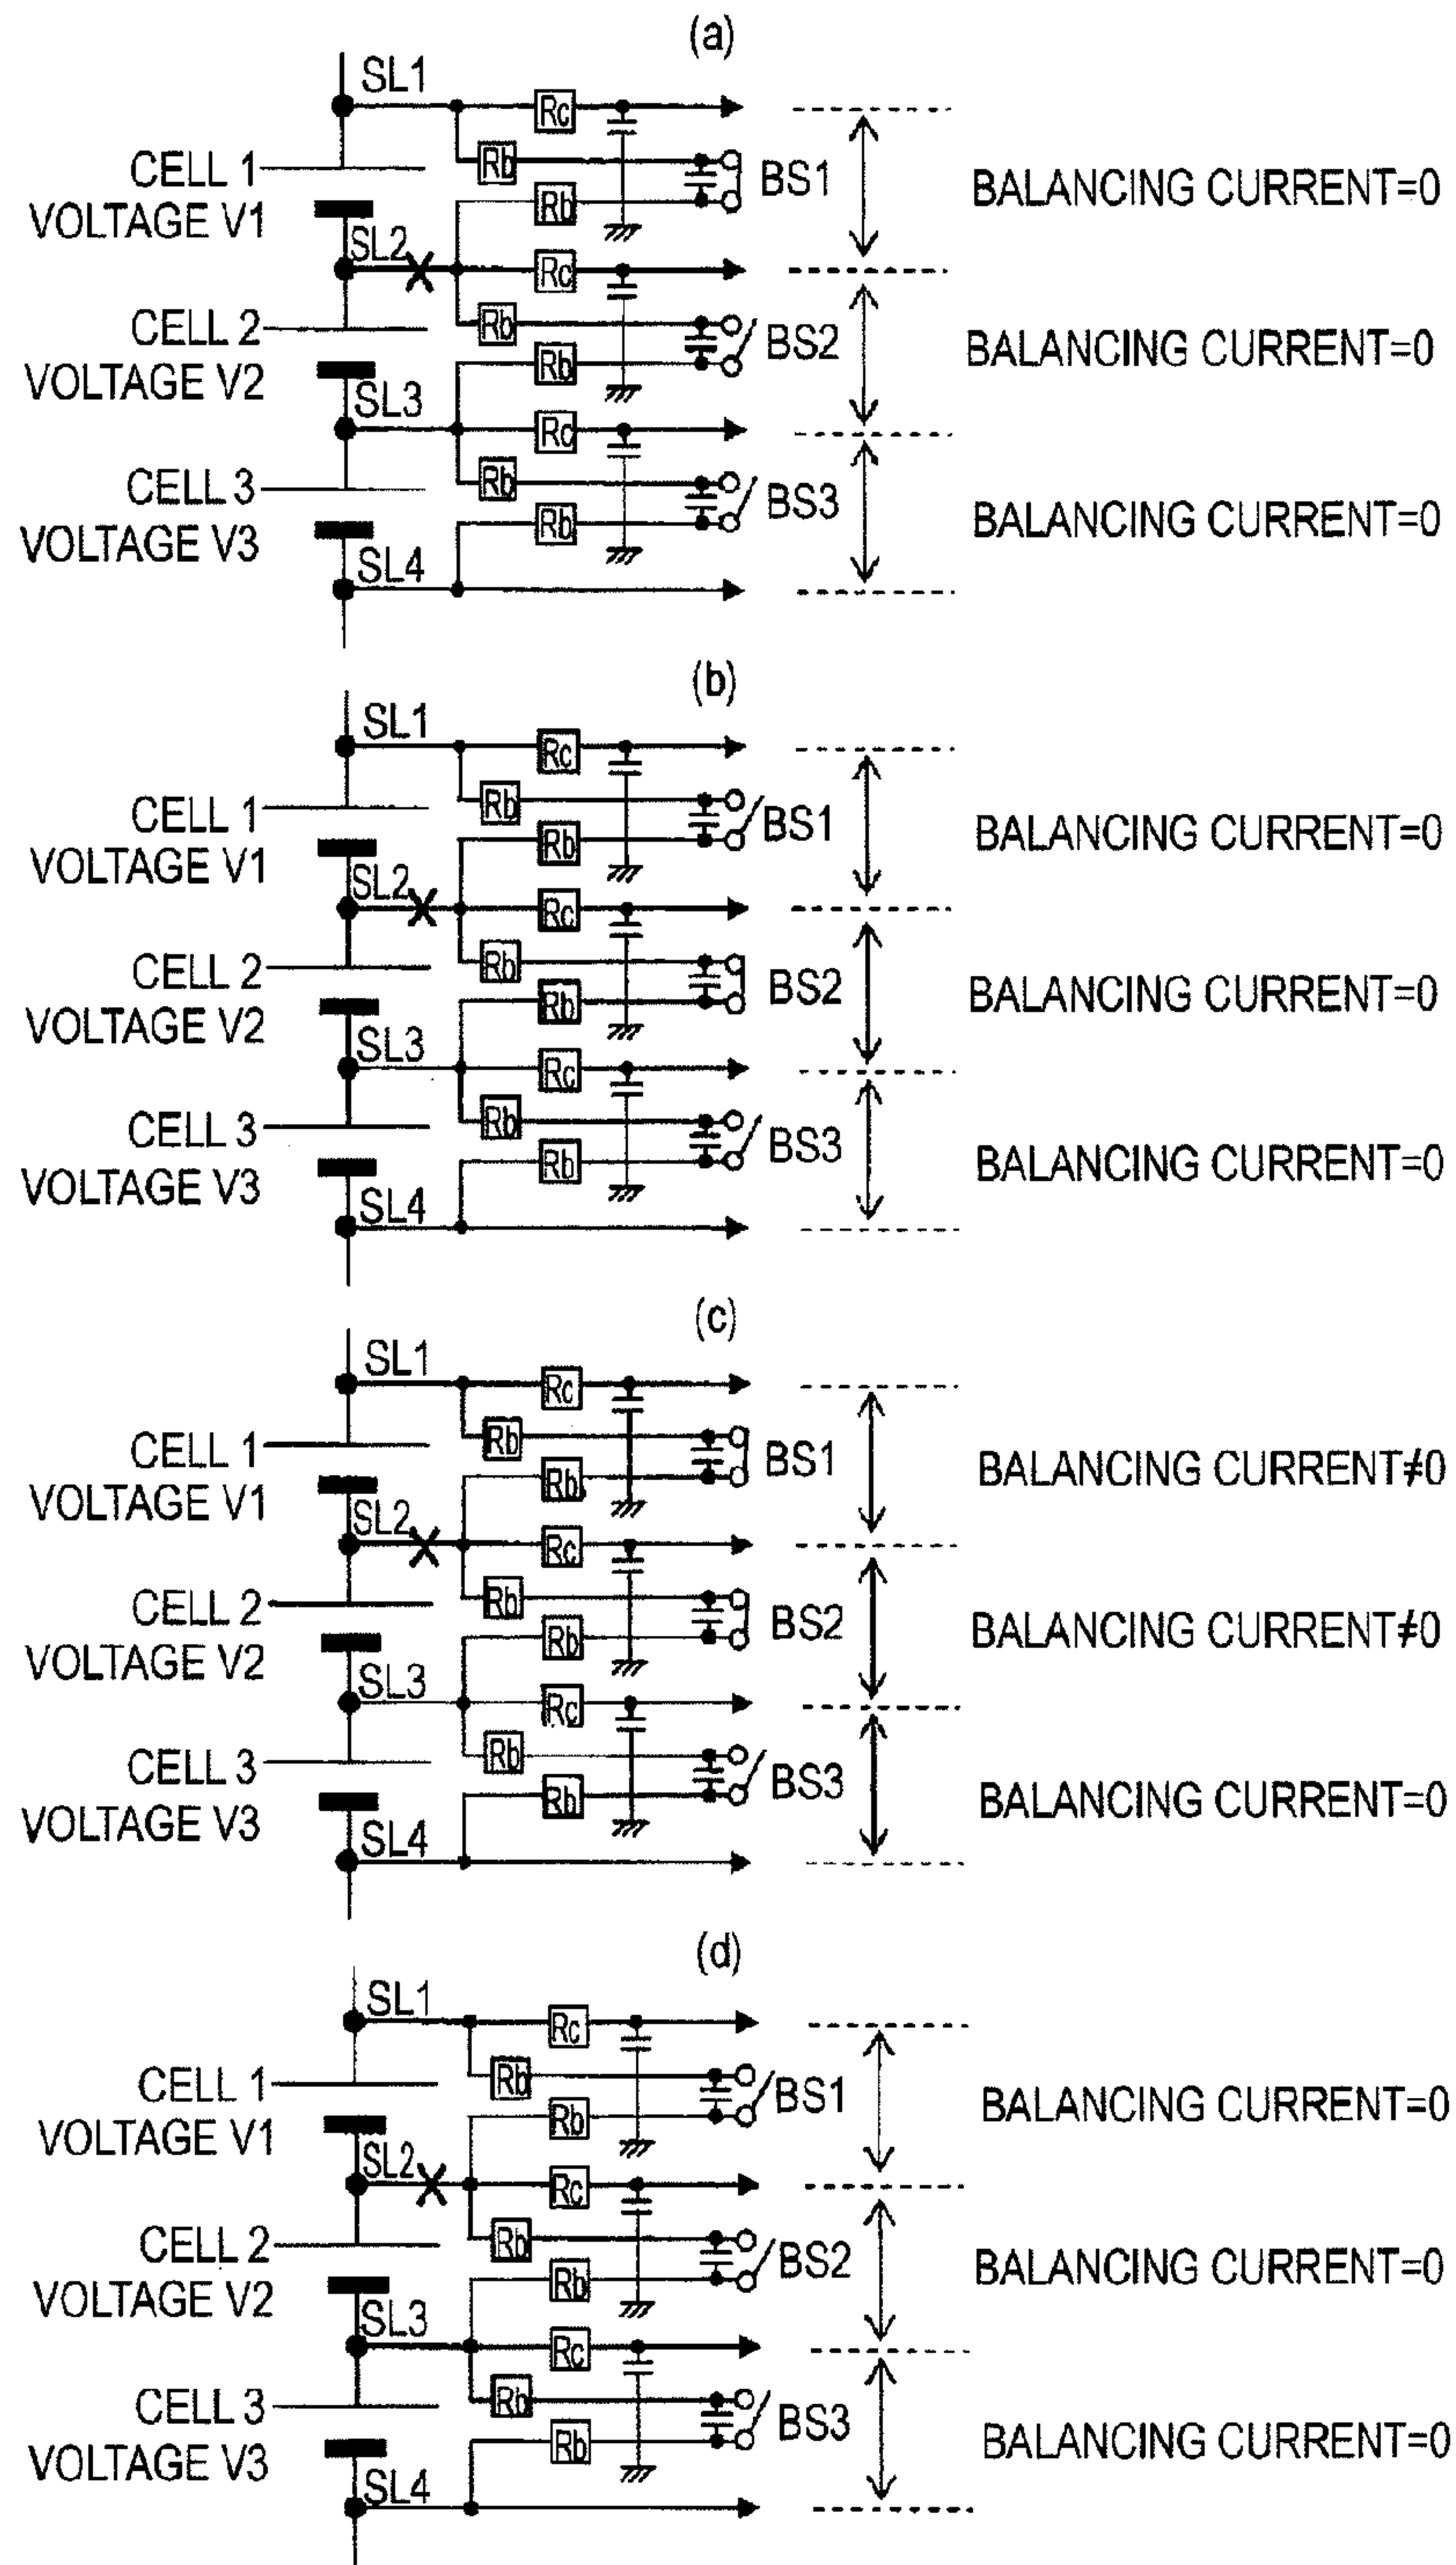 (a)
SL1
Rc
CELL 1
VOLTAGE V1
Rb
BS1
Rb
BALANCING CURRENT=0
SL2
Rc
CELL 2
VOLTAGE V2
Rb
BS2
Rb
BALANCING CURRENT=0
SL3
Rc
CELL 3
VOLTAGE V3
Rb
BS3
Rb
BALANCING CURRENT=0
SL4
(b)
SL1
Rc
CELL 1
VOLTAGE V1
Rb
BS1
Rb
BALANCING CURRENT=0
SL2
Rc
CELL 2
VOLTAGE V2
Rb
BS2
Rb
BALANCING CURRENT=0
SL3
Rc
CELL 3
VOLTAGE V3
Rb
BS3
Rb
BALANCING CURRENT=0
SL4
(c)
SL1
Rc
CELL 1
VOLTAGE V1
Rb
BS1
Rb
BALANCING CURRENT≠0
SL2
Rc
CELL 2
VOLTAGE V2
Rb
BS2
Rb
BALANCING CURRENT≠0
SL3
Rc
CELL 3
VOLTAGE V3
Rb
BS3
Rb
BALANCING CURRENT=0
SL4
(d)
SL1
Rc
CELL 1
VOLTAGE V1
Rb
BS1
Rb
BALANCING CURRENT=0
SL2
Rc
CELL 2
VOLTAGE V2
Rb
BS2
Rb
BALANCING CURRENT=0
SL3
Rc
CELL 3
VOLTAGE V3
Rb
BS3
Rb
BALANCING CURRENT=0
SL4